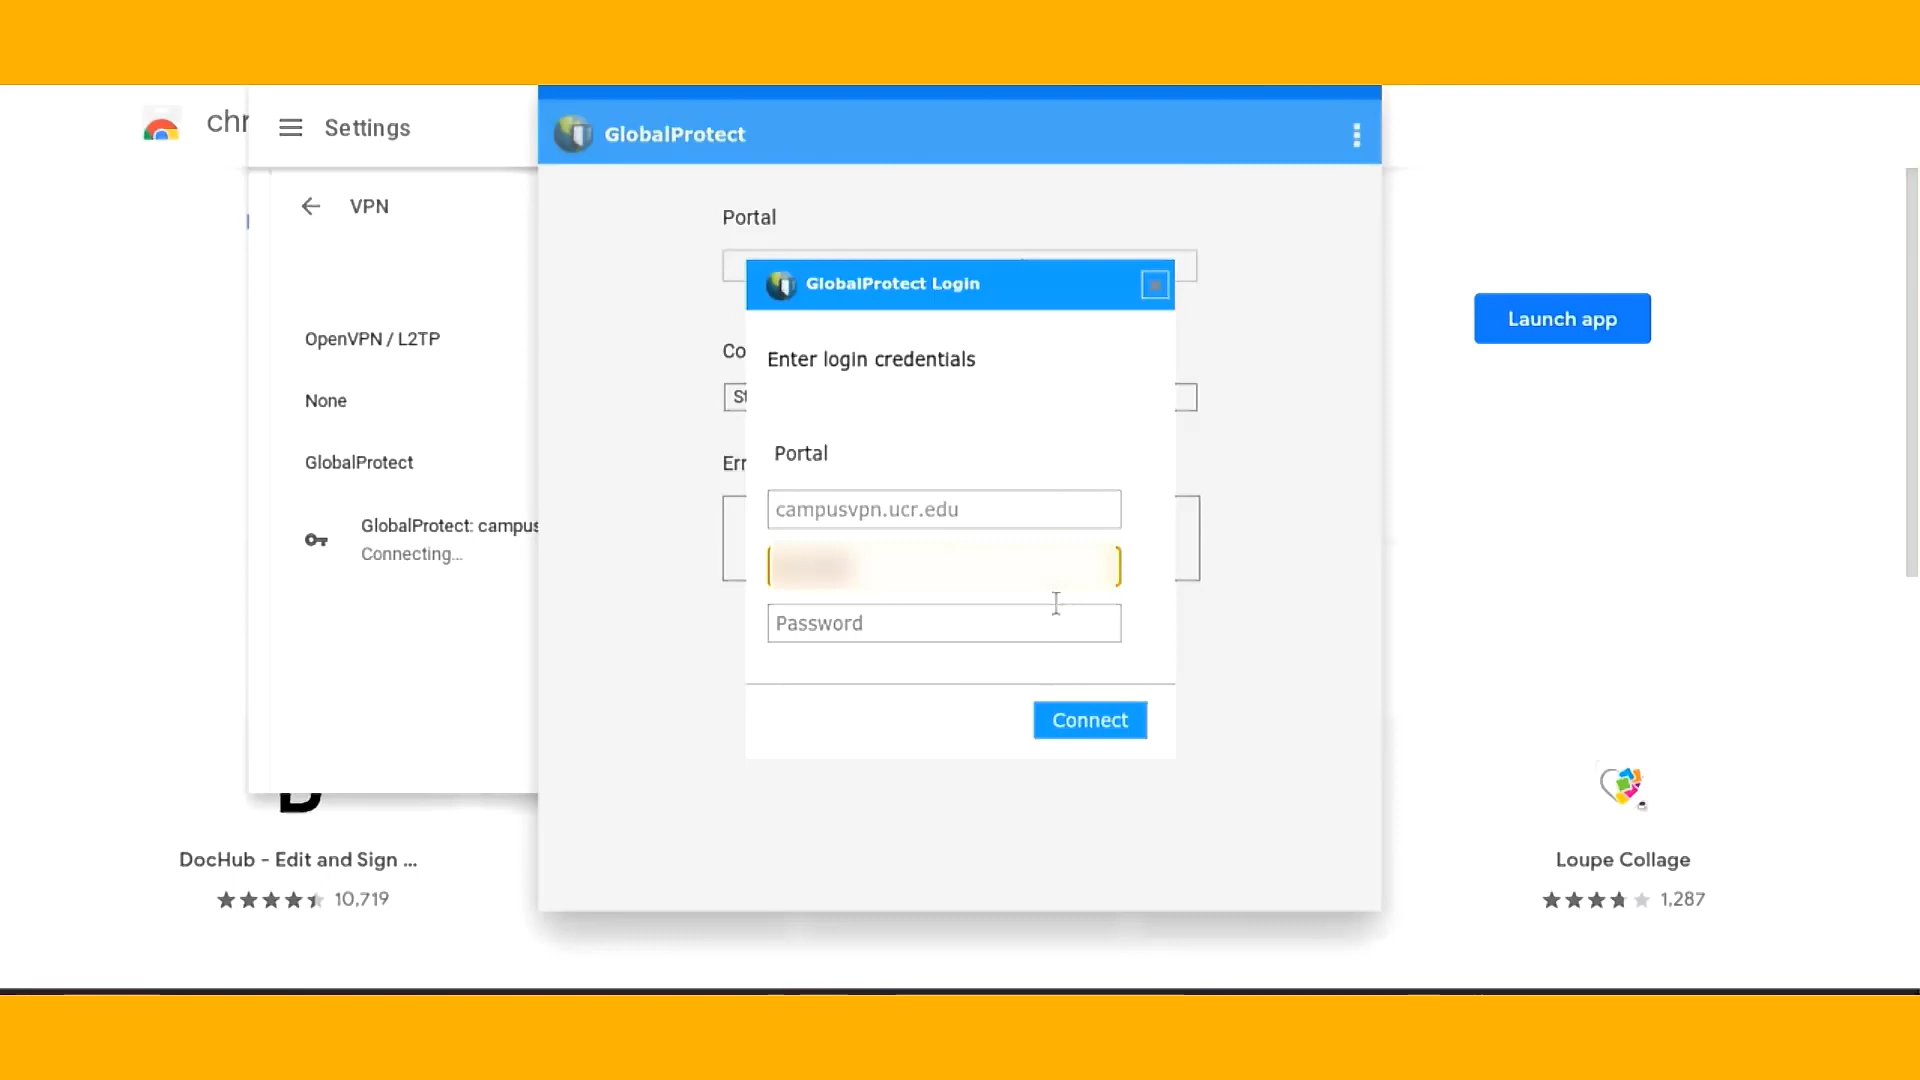 chr
Settings
VPN
OpenVPN / L2TP
None
GlobalProtect
GlobalProtect: campus
Connecting...
GlobalProtect
Portal
Co
St
Err
GlobalProtect Login
Enter login credentials
Portal
campusvpn.ucr.edu
Password
Connect
Launch app
DocHub - Edit and Sign ...
10,719
Loupe Collage
1,287